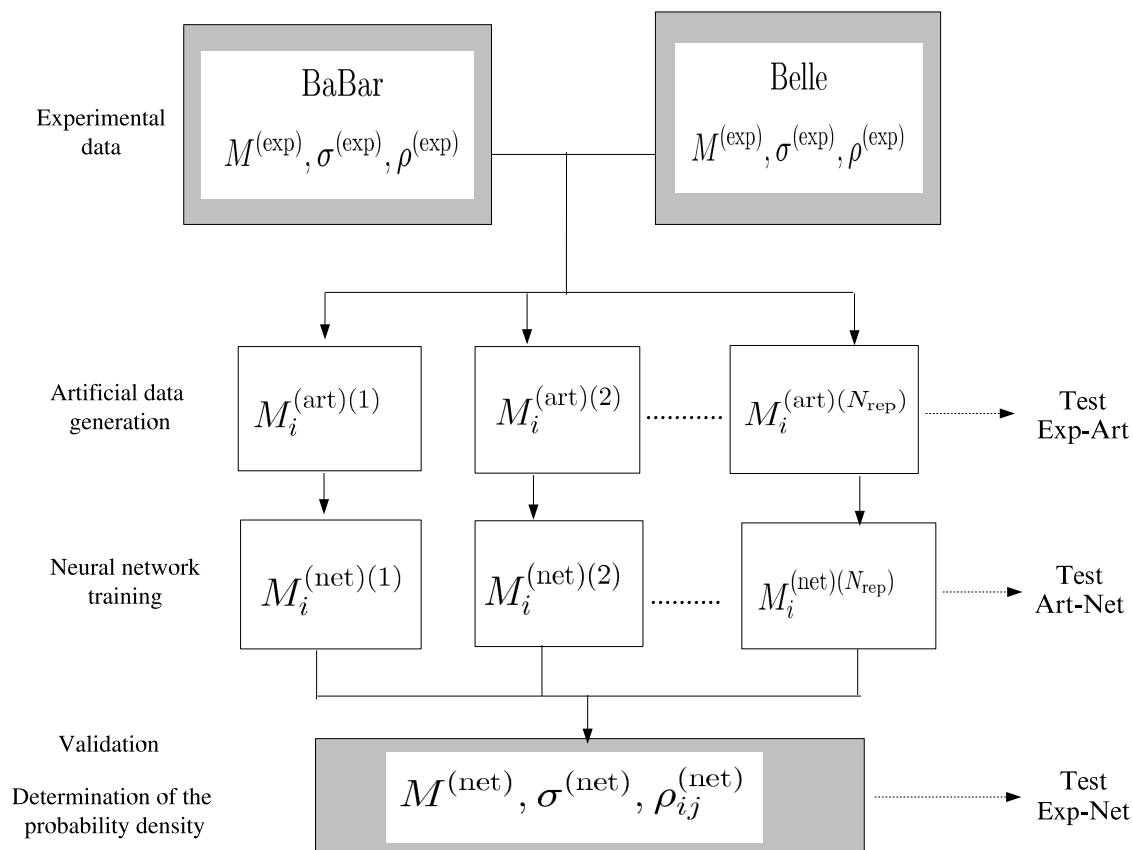 BaBar
Belle
Experimental
data
M^(exp), σ^(exp), ρ^(exp)
M^(exp), σ^(exp), ρ^(exp)
Artificial data
generation
M_i^(art)(1)
M_i^(art)(2)
..........
M_i^(art)(N_rep)
Test
Exp-Art
Neural network
training
M_i^(net)(1)
M_i^(net)(2)
.........
M_i^(net)(N_rep)
Test
Art-Net
Validation
Determination of the
probability density
M^(net), σ^(net), ρ_ij^(net)
Test
Exp-Net